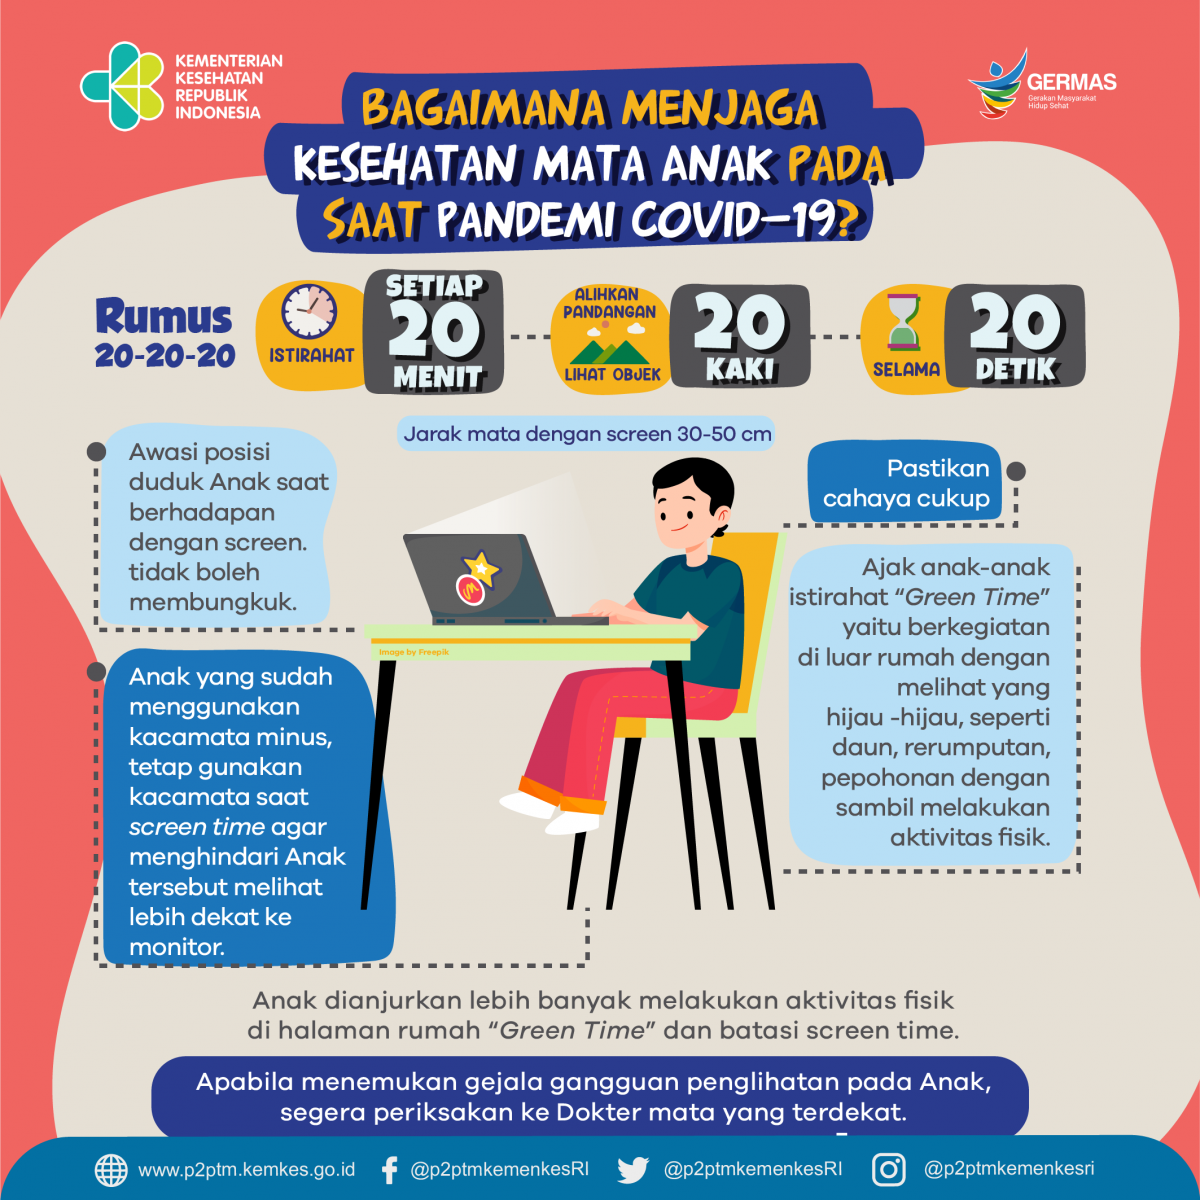 KEMENTERIAN
KESEHATAN
REPUBLIK
INDONESIA
GERMAS
Gerakan Masyarakat
Hidup Sehat
BAGAIMANA MENJAGA
KESEHATAN MATA ANAK PADA
SAAT PANDEMI COVID-19?
Rumus
20-20-20
ISTIRAHAT
SETIAP
20
MENIT
ALIHKAN
PANDANGAN
LIHAT OBJEK
20
KAKI
SELAMA
20
DETIK
Jarak mata dengan screen 30-50 cm
Awasi posisi
duduk Anak saat
berhadapan
dengan screen.
tidak boleh
membungkuk.
Anak yang sudah
menggunakan
kacamata minus,
tetap gunakan
kacamata saat
screen time agar
menghindari Anak
tersebut melihat
lebih dekat ke
monitor.
Image by Freepik
Pastikan
cahaya cukup
Ajak anak-anak
istirahat “Green Time”
yaitu berkegiatan
di luar rumah dengan
melihat yang
hijau -hijau, seperti
daun, rerumputan,
pepohonan dengan
sambil melakukan
aktivitas fisik.
Anak dianjurkan lebih banyak melakukan aktivitas fisik
di halaman rumah “Green Time” dan batasi screen time.
Apabila menemukan gejala gangguan penglihatan pada Anak,
segera periksakan ke Dokter mata yang terdekat.
www.p2ptm.kemkes.go.id @p2ptmkemenkesRI @p2ptmkemenkesRI @p2ptmkemenkesri